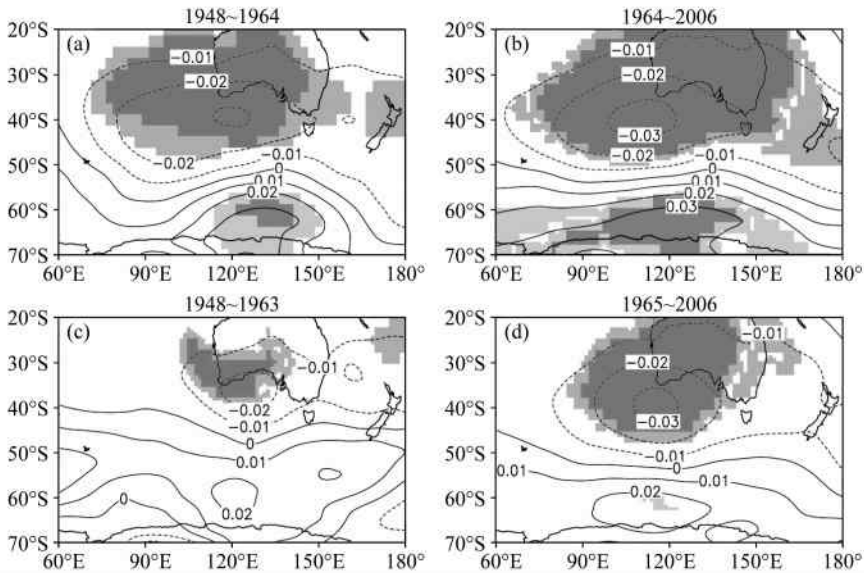 1948~1964
1964~2006
(a)
(b)
20°S
30°S
40°S
50°S
60°S
70°S
-0.01
-0.02
-0.02
-0.01
0
0.01
0.02
60°E
90°E
120°E
150°E
180°
20°S
30°S
40°S
50°S
60°S
70°S
-0.01
-0.02
-0.03
-0.02
-0.01
0
0.01
0.02
0.03
60°E
90°E
120°E
150°E
180°
1948~1963
1965~2006
(c)
(d)
20°S
30°S
40°S
50°S
60°S
70°S
-0.01
-0.02
-0.01
0
0.01
0
0.02
60°E
90°E
120°E
150°E
180°
20°S
30°S
40°S
50°S
60°S
70°S
-0.01
-0.02
-0.03
-0.01
0
0.01
0.01
0.02
60°E
90°E
120°E
150°E
180°